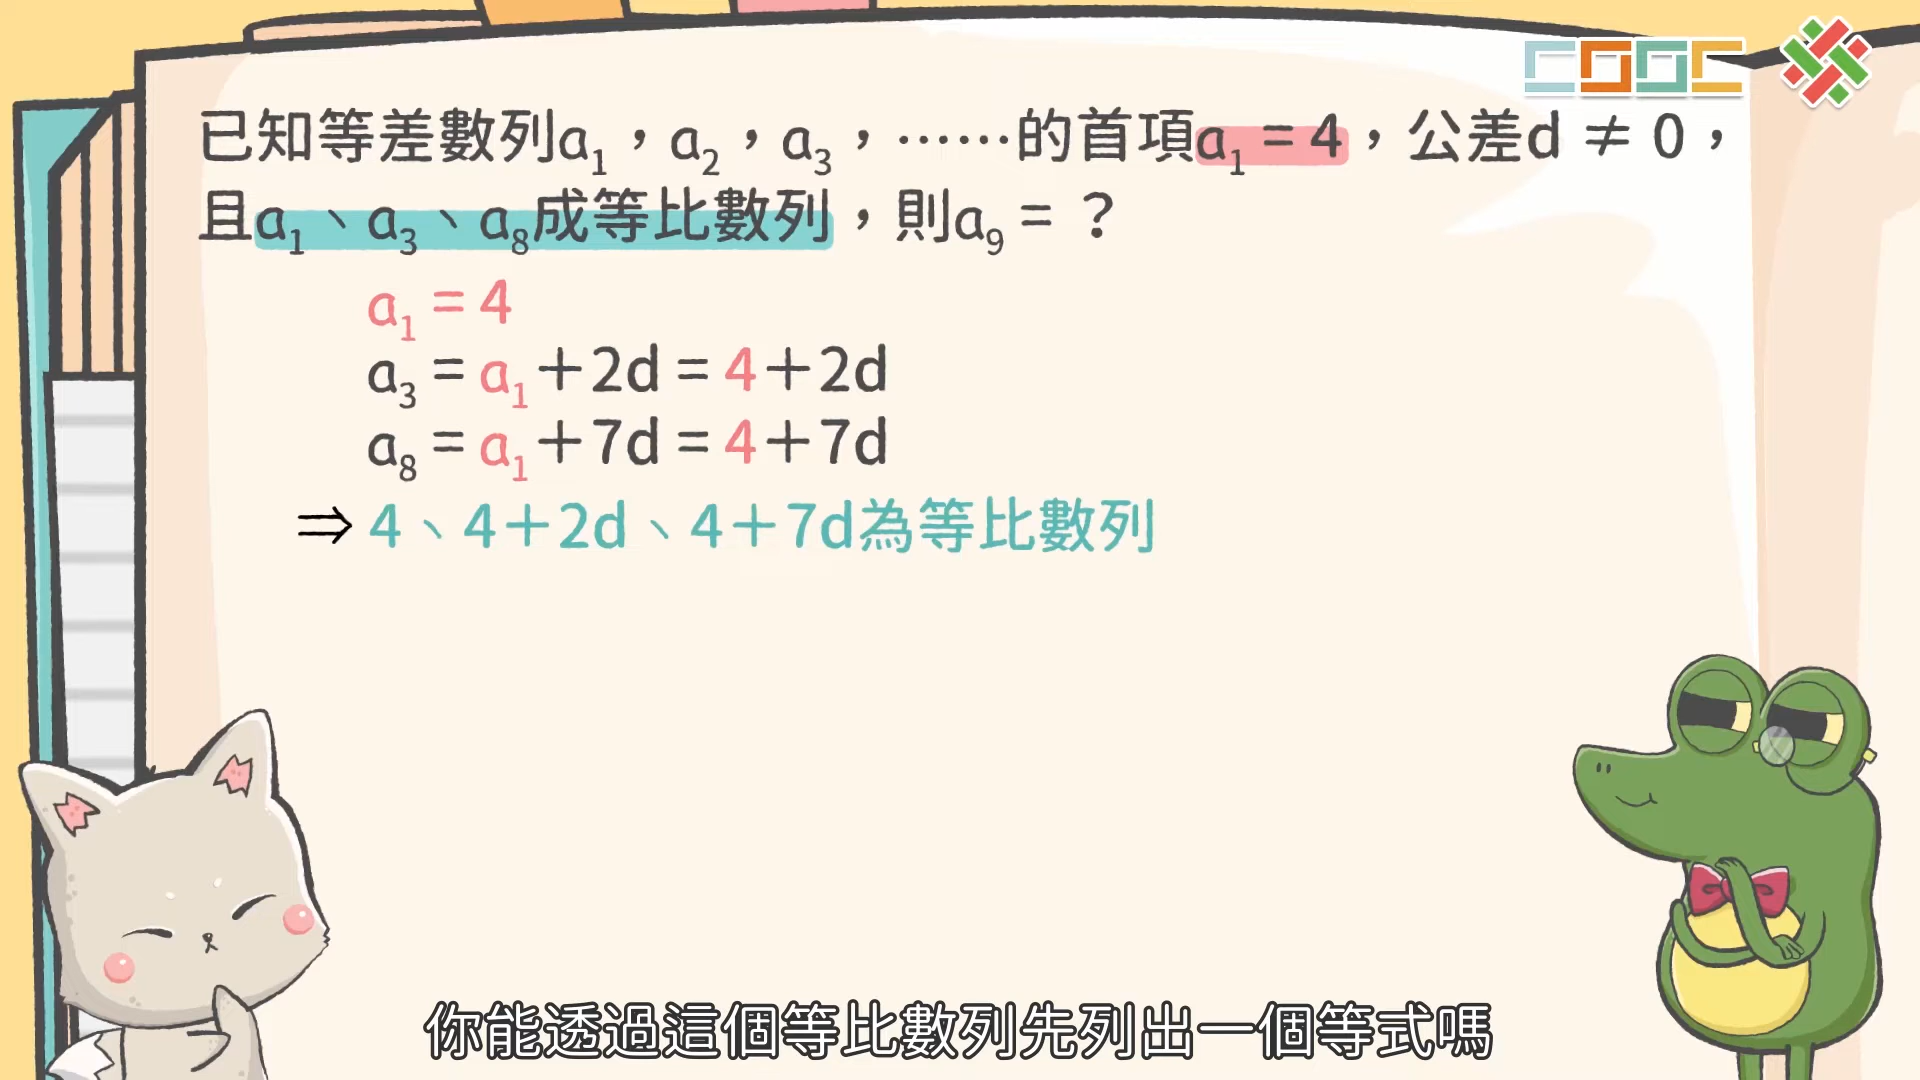 COOC
已知等差數列a₁，a₂，a₃，⋯⋯的首項a₁ = 4，公差d ≠ 0，
且a₁、a₃、a₈成等比數列，則a₉ = ？
a₁ = 4
a₃ = a₁＋2d = 4＋2d
a₈ = a₁＋7d = 4＋7d
⇒ 4、4＋2d、4＋7d為等比數列
你能透過這個等比數列先列出一個等式嗎